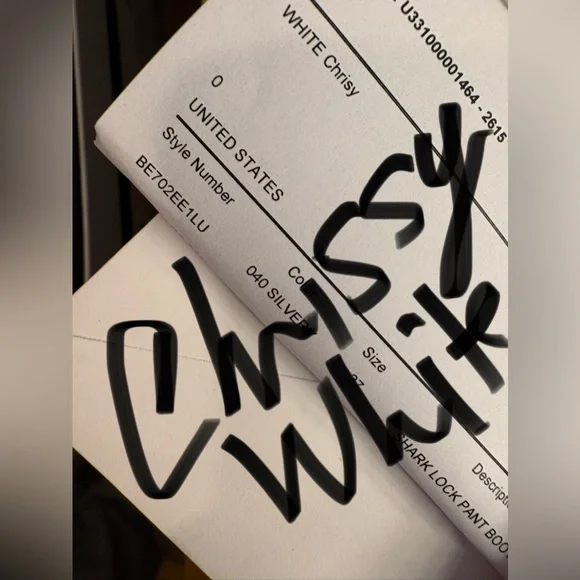 U331000001464 - 2615
WHITE Chrisy
0
UNITED STATES
Style Number
BE702EE1LU
040 SILVER
Size
SHARK LOCK PANT BOO
Chrissy
White